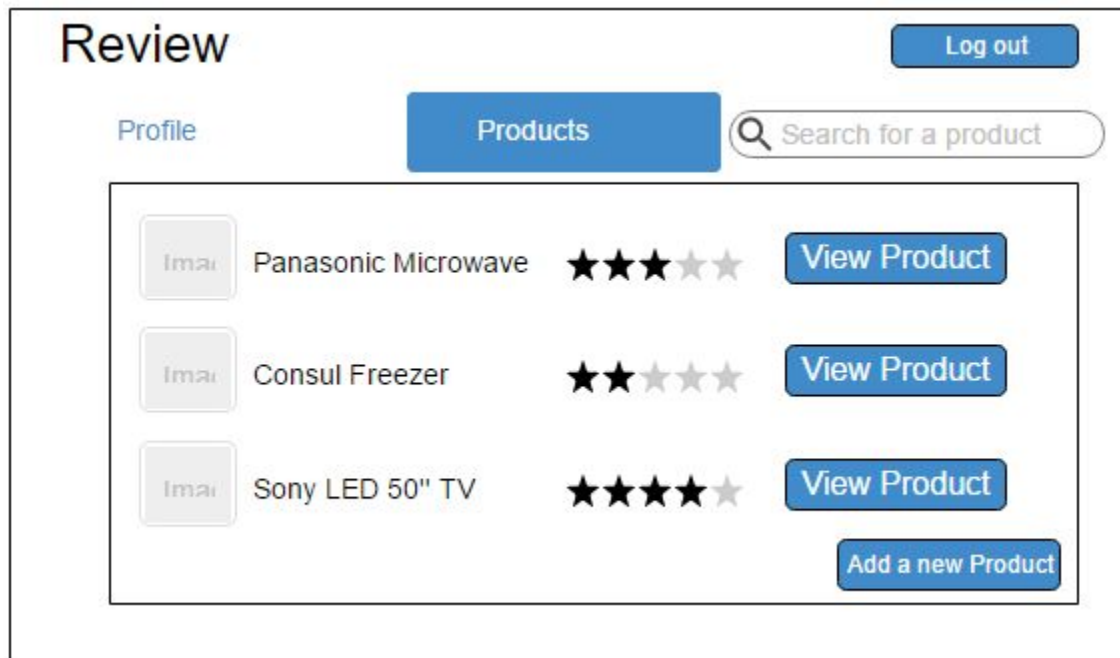 Review
Log out
Profile
Products
Search for a product
Panasonic Microwave
View Product
Consul Freezer
View Product
Sony LED 50" TV
View Product
Add a new Product